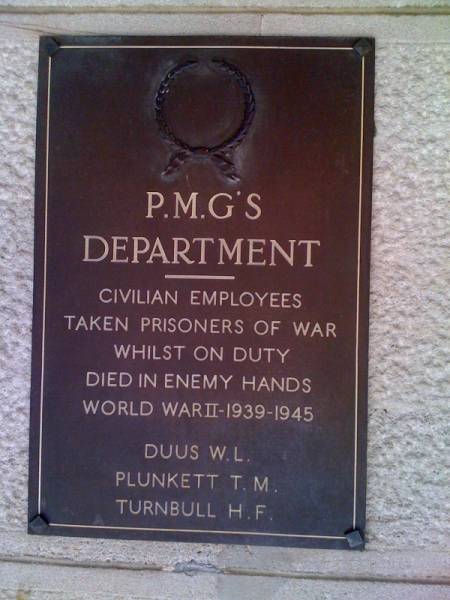 P.M.G'S
DEPARTMENT
CIVILIAN EMPLOYEES
TAKEN PRISONERS OF WAR
WHILST ON DUTY
DIED IN ENEMY HANDS
WORLD WAR II-1939-1945
DUUS W.L.
PLUNKETT T.M.
TURNBULL H.F.